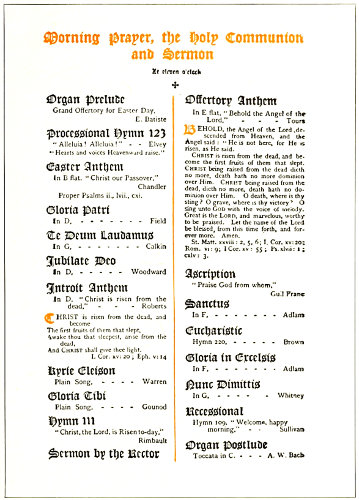 Morning Prayer, the Holy Communion
and Sermon
At eleven o'clock
Organ Prelude
Grand Offertory for Easter Day,
E. Batiste
Processional Hymn 123
"Alleluia! Alleluia!" - - Elvey
"Hearts and voices Heavenward raise."
Easter Anthem
In E flat, "Christ our Passover,"
Chandler
Proper Psalms ii., lvii., cxi.
Gloria Patri
In D, - - - - - Field
Te Deum Laudamus
In G, - - - - - Calkin
Jubilate Deo
In D, - - - - Woodward
Introit Anthem
In D, "Christ is risen from the
dead," - - - - Roberts
CHRIST is risen from the dead, and
become
The first fruits of them that slept,
Awake thou that sleepest, arise from the
dead,
And CHRIST shall give thee light.
I. Cor. xv: 20; Eph. v: 14
Kyrie Eleison
Plain Song, - - - - Warren
Gloria Tibi
Plain Song, - - - - Gounod
Hymn 111
"Christ, the Lord, is Risen to-day,"
Rimbault
Sermon by the Rector
Offertory Anthem
In E flat, "Behold the Angel of the
Lord," - - - - - Tours
BEHOLD, the Angel of the Lord, de-
scended from Heaven, and the
Angel said: "He is not here, for He is
risen, as He said.
CHRIST is risen from the dead, and be-
come the first fruits of them that slept.
CHRIST being raised from the dead dieth
no more, death hath no more dominion
over Him. CHRIST being raised from the
dead, dieth no more, death hath no do-
minion over Him. O death, where is thy
sting? O grave, where is thy victory? O
sing unto God with the voice of melody.
Great is the LORD, and marvelous, worthy
to be praised. Let the name of the Lord
be blessed, from this time forth, and for-
ever more. Amen.
St. Matt. xxviii: 2, 5, 6; I. Cor. xv: 20;
Rom. vi: 9; I Cor. xv: 55; Ps. xlvii: 1;
cxlv: 3.
Ascription
"Praise God from whom,"
Guil Franc
Sanctus
In F, - - - - - - - Adlam
Eucharistic
Hymn 220, - - - - - Brown
Gloria in Excelsis
In F, - - - - - - - Adlam
Nunc Dimittis
In G, - - - - - Whitney
Recessional
Hymn 109, "Welcome, happy
morning," - - - Sullivan
Organ Postlude
Toccata in C. - - - A. W. Bach